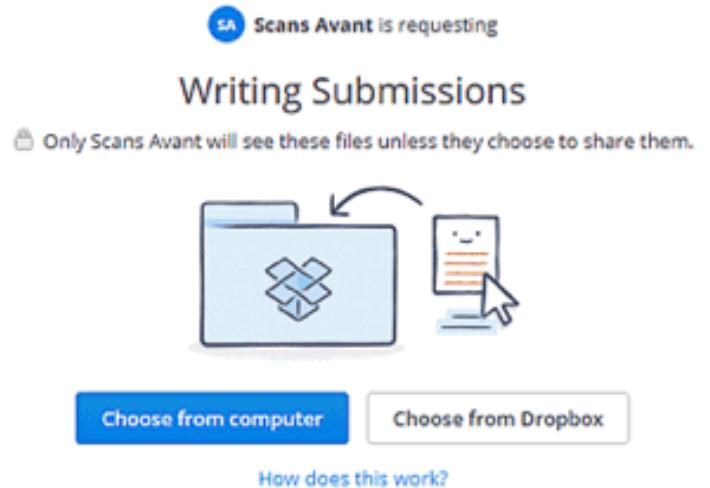 SA Scans Avant is requesting
Writing Submissions
Only Scans Avant will see these files unless they choose to share them.
Choose from computer
Choose from Dropbox
How does this work?